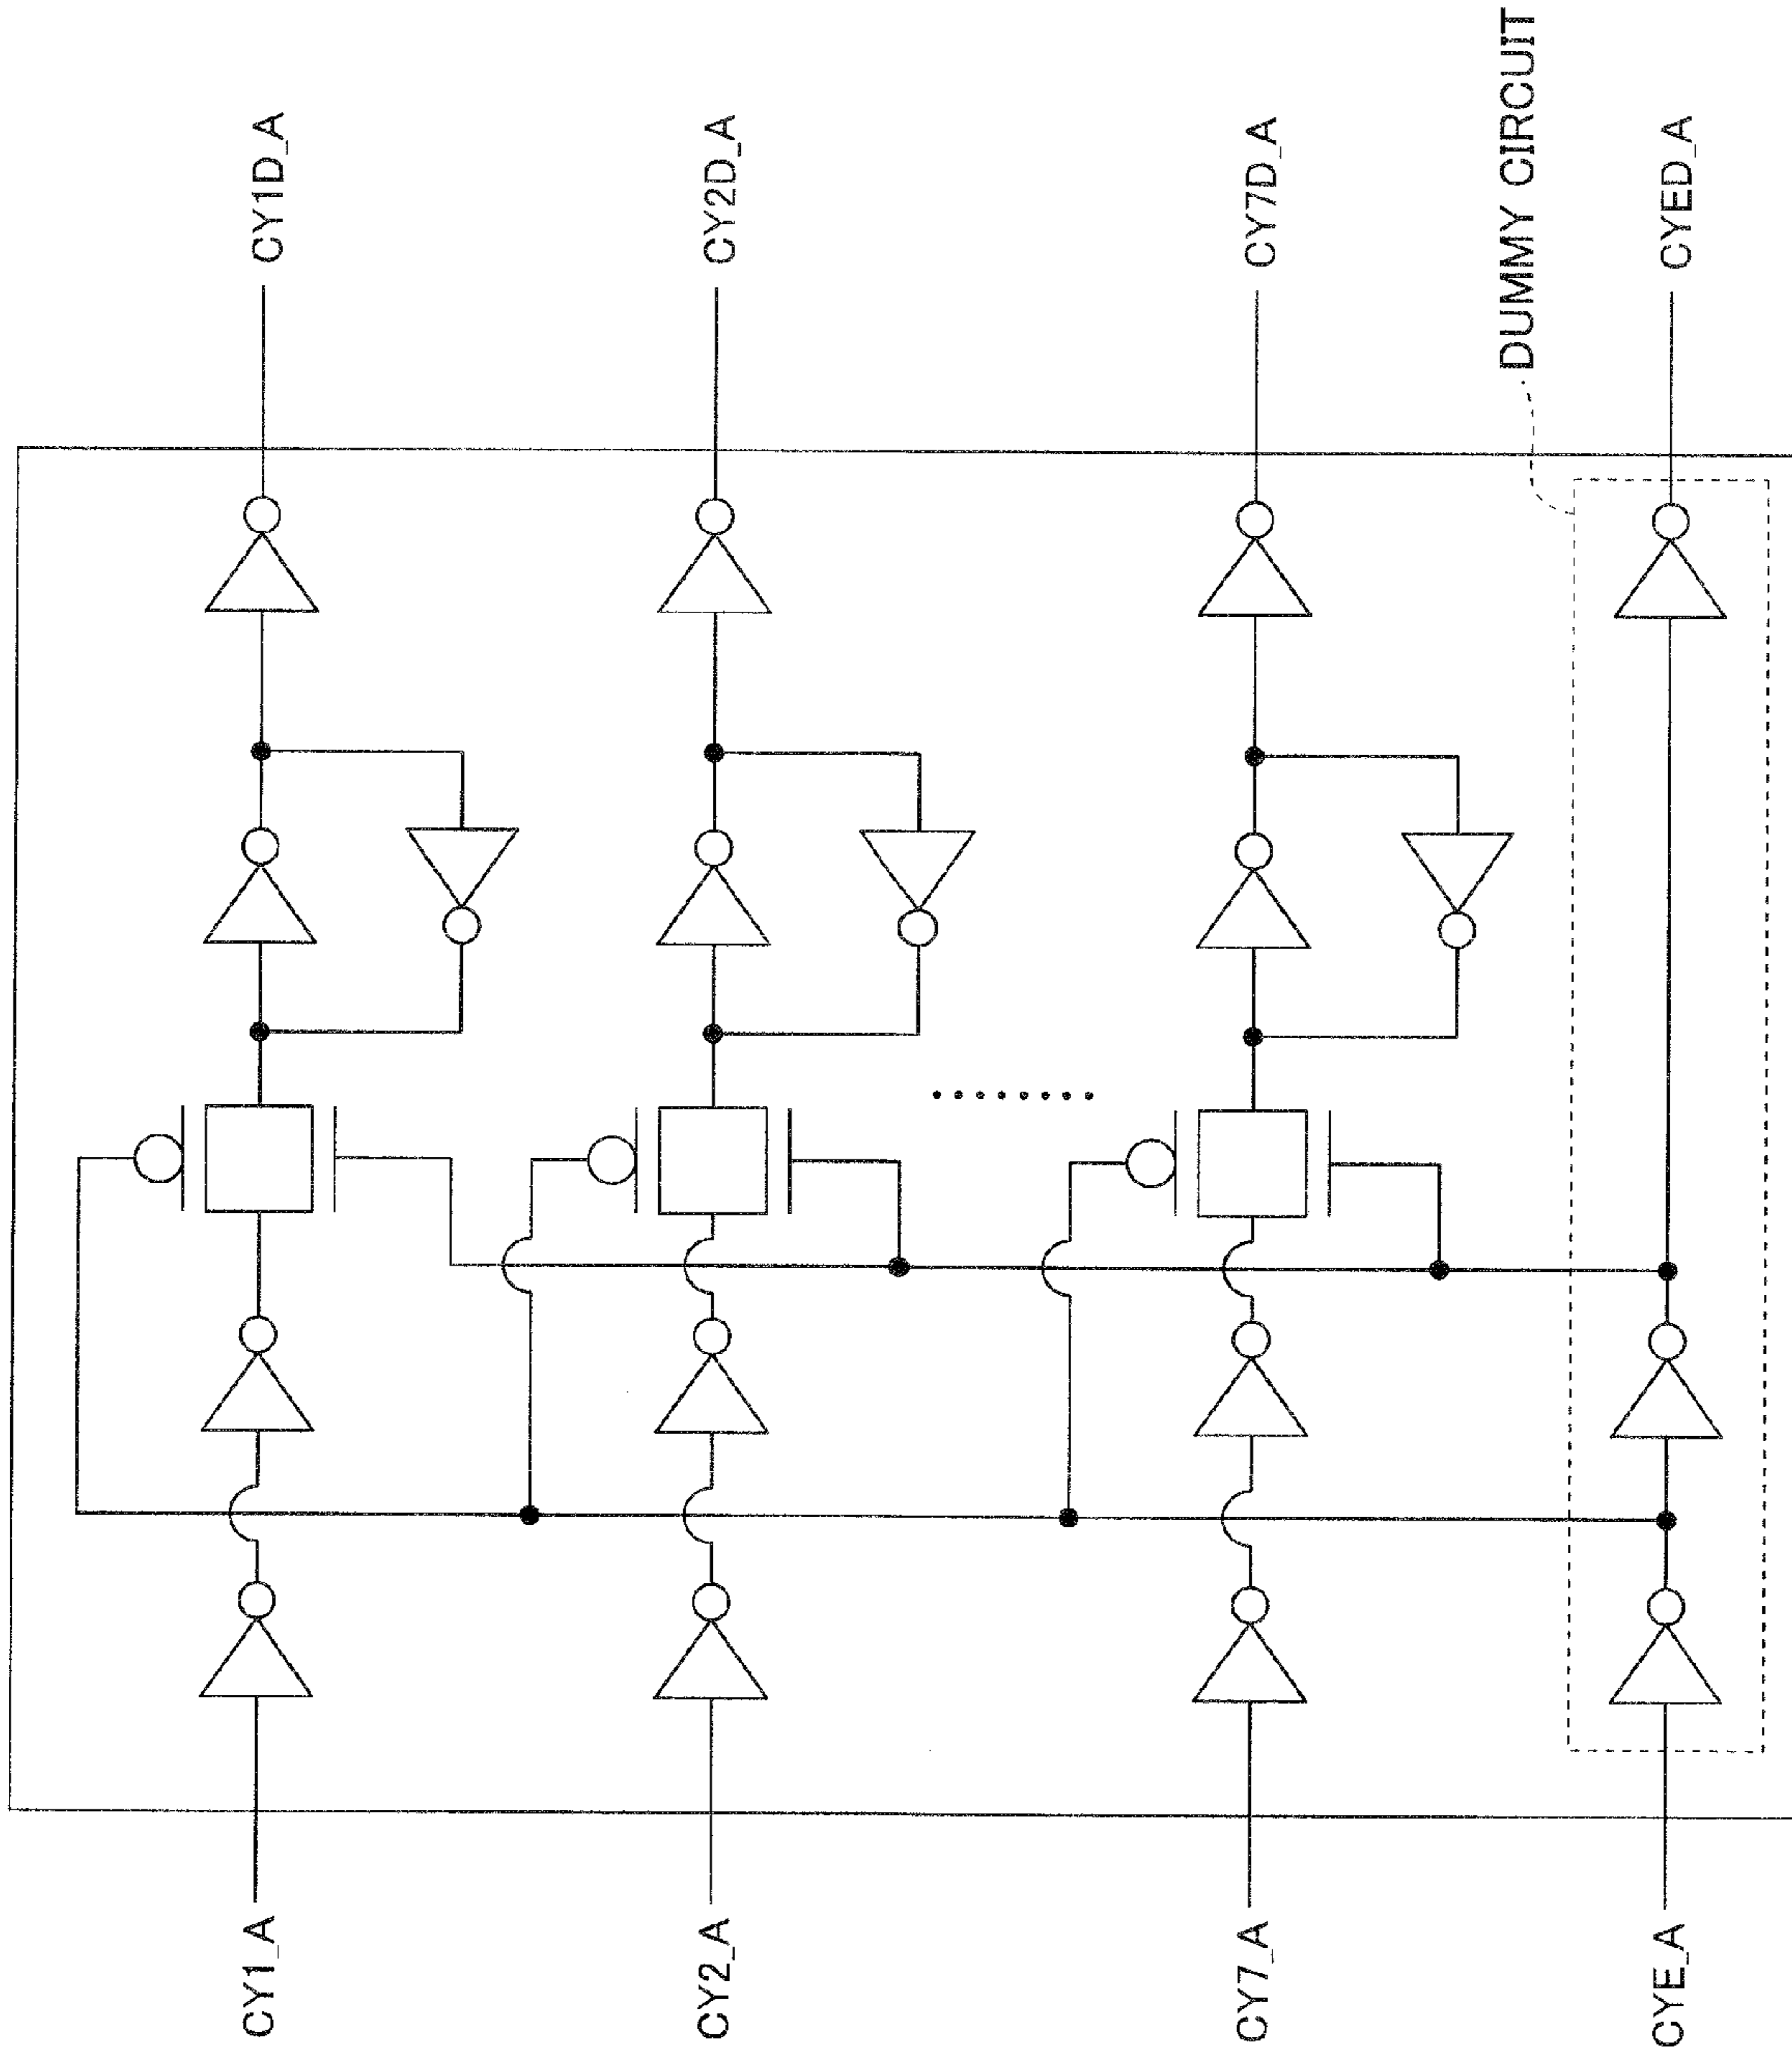 CY1_A
CY1D_A
CY2_A
CY2D_A
CY7_A
CY7D_A
DUMMY CIRCUIT
CYE_A
CYED_A